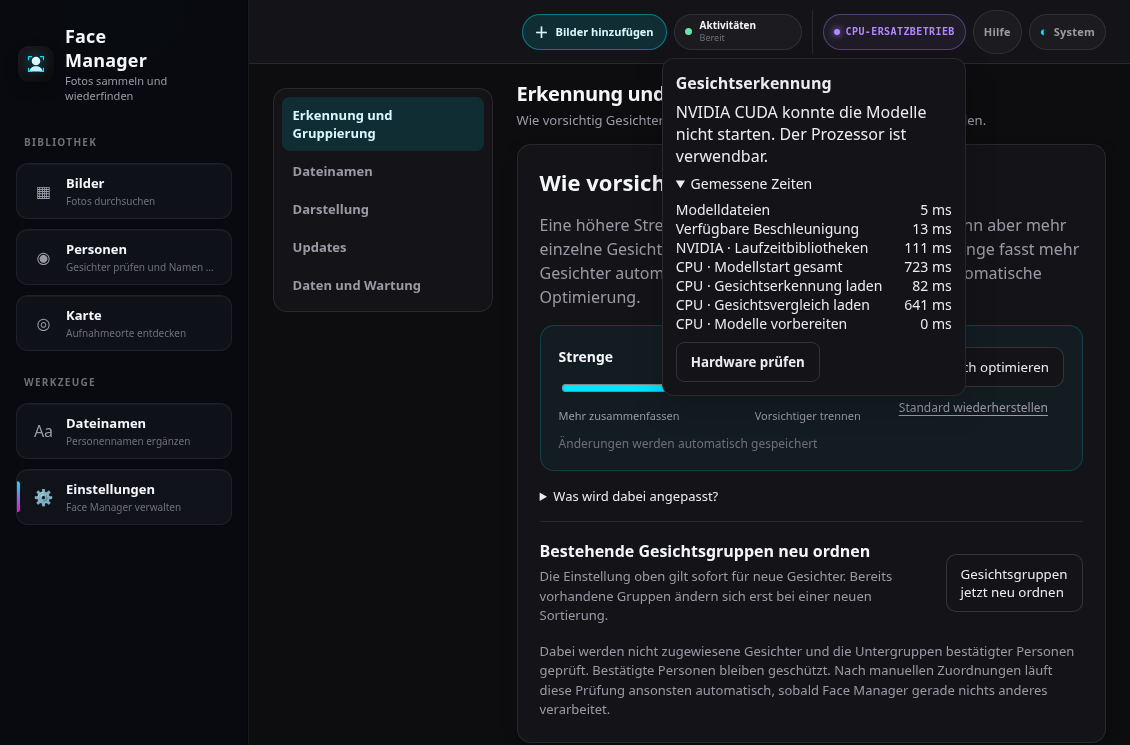 Face
Manager
Fotos sammeln und
wiederfinden
BIBLIOTHEK
Bilder
Fotos durchsuchen
Personen
Gesichter prüfen und Namen ...
Karte
Aufnahmeorte entdecken
WERKZEUGE
Aa
Dateinamen
Personennamen ergänzen
Einstellungen
Face Manager verwalten
+ Bilder hinzufügen
Aktivitäten
Bereit
CPU-ERSATZBETRIEB
Hilfe
System
Erkennung und
Gruppierung
Dateinamen
Darstellung
Updates
Daten und Wartung
Erkennung und
Wie vorsichtig Gesichter en.
Gesichtserkennung
NVIDIA CUDA konnte die Modelle
nicht starten. Der Prozessor ist
verwendbar.
▼ Gemessene Zeiten
Modelldateien 5 ms
Verfügbare Beschleunigung 13 ms
NVIDIA · Laufzeitbibliotheken 111 ms
CPU · Modellstart gesamt 723 ms
CPU · Gesichtserkennung laden 82 ms
CPU · Gesichtsvergleich laden 641 ms
CPU · Modelle vorbereiten 0 ms
Hardware prüfen
Wie vorsich
Eine höhere Stre nn aber mehr
einzelne Gesicht nge fasst mehr
Gesichter autom omatische
Optimierung.
Strenge
ch optimieren
Mehr zusammenfassen
Vorsichtiger trennen
Standard wiederherstellen
Änderungen werden automatisch gespeichert
▶ Was wird dabei angepasst?
Bestehende Gesichtsgruppen neu ordnen
Die Einstellung oben gilt sofort für neue Gesichter. Bereits
vorhandene Gruppen ändern sich erst bei einer neuen
Sortierung.
Gesichtsgruppen
jetzt neu ordnen
Dabei werden nicht zugewiesene Gesichter und die Untergruppen bestätigter Personen
geprüft. Bestätigte Personen bleiben geschützt. Nach manuellen Zuordnungen läuft
diese Prüfung ansonsten automatisch, sobald Face Manager gerade nichts anderes
verarbeitet.